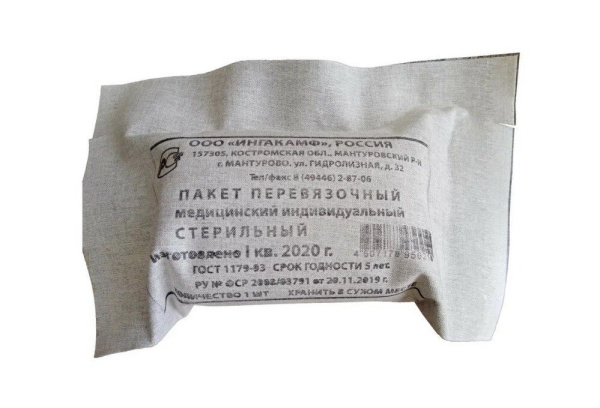 ООО «ИНГАКАМФ», РОССИЯ
157305, КОСТРОМСКАЯ ОБЛ., МАНТУРОВСКИЙ Р-Н
г. МАНТУРОВО, ул. ГИДРОЛИЗНАЯ, д. 32
Тел/факс 8 (49446) 2-87-06
ПАКЕТ ПЕРЕВЯЗОЧНЫЙ
медицинский индивидуальный
СТЕРИЛЬНЫЙ
Изготовлено I кв. 2020 г.
ГОСТ 1179-93 СРОК ГОДНОСТИ 5 лет
РУ № ФСР 2008/03791 от 29.11.2019 г.
КОЛИЧЕСТВО 1 ШТ ХРАНИТЬ В СУХОМ